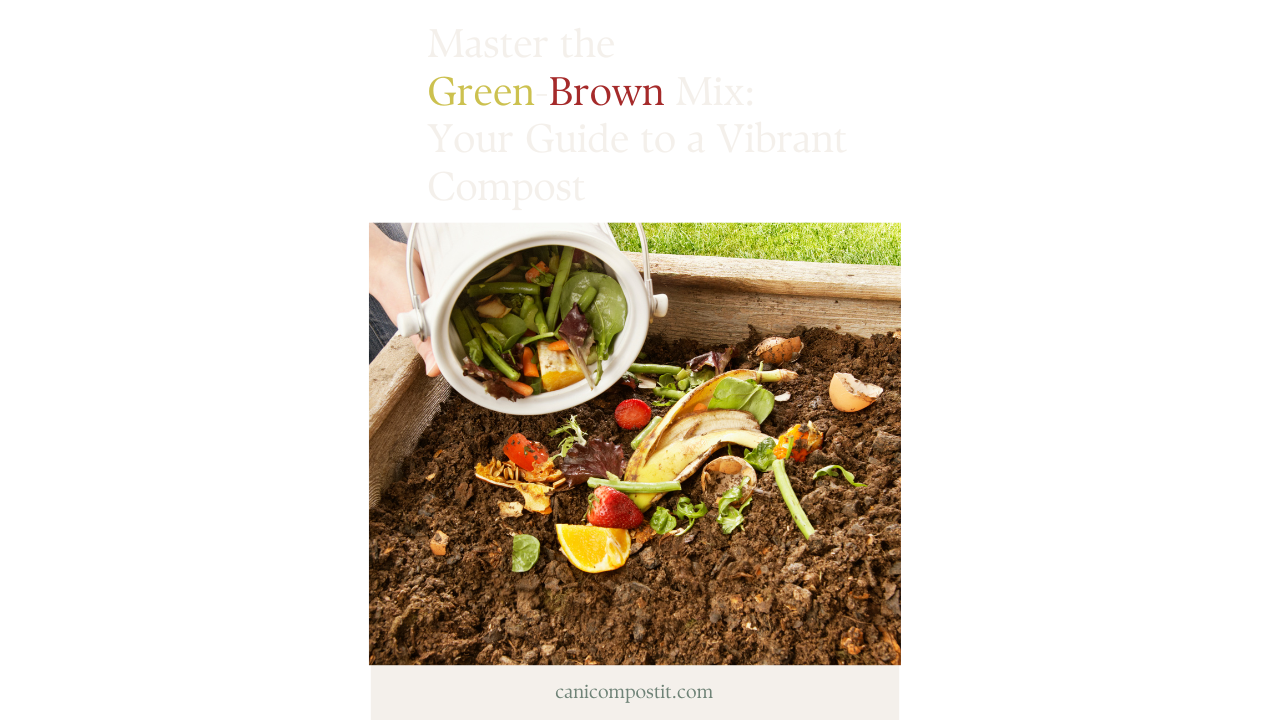 Master the
Green-Brown Mix:
Your Guide to a Vibrant
Compost
canicompostit.com